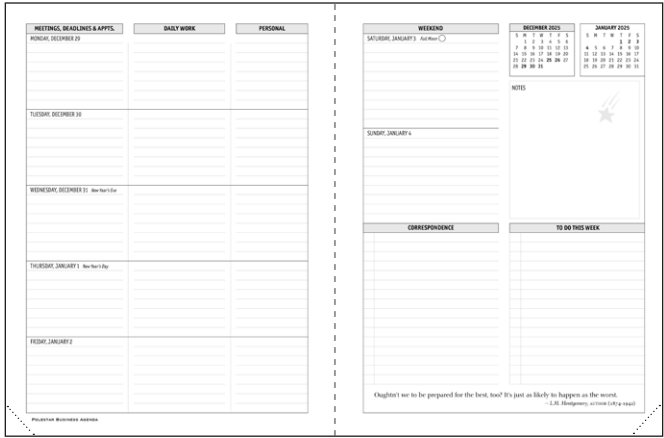 MEETINGS, DEADLINES & APPTS.
DAILY WORK
PERSONAL
MONDAY, DECEMBER 29
TUESDAY, DECEMBER 30
WEDNESDAY, DECEMBER 31 New Year's Eve
THURSDAY, JANUARY 1 New Year's Day
FRIDAY, JANUARY 2
POLESTAR BUSINESS AGENDA
WEEKEND
SATURDAY, JANUARY 3 Full Moon
SUNDAY, JANUARY 4
DECEMBER 2025
S M T W T F S
1 2 3 4 5 6
7 8 9 10 11 12 13
14 15 16 17 18 19 20
21 22 23 24 25 26 27
28 29 30 31
JANUARY 2025
S M T W T F S
1 2 3
4 5 6 7 8 9 10
11 12 13 14 15 16 17
18 19 20 21 22 23 24
25 26 27 28 29 30 31
NOTES
CORRESPONDENCE
TO DO THIS WEEK
Oughtn't we to be prepared for the best, too? It's just as likely to happen as the worst.
– L.M. Montgomery, AUTHOR (1874-1942)